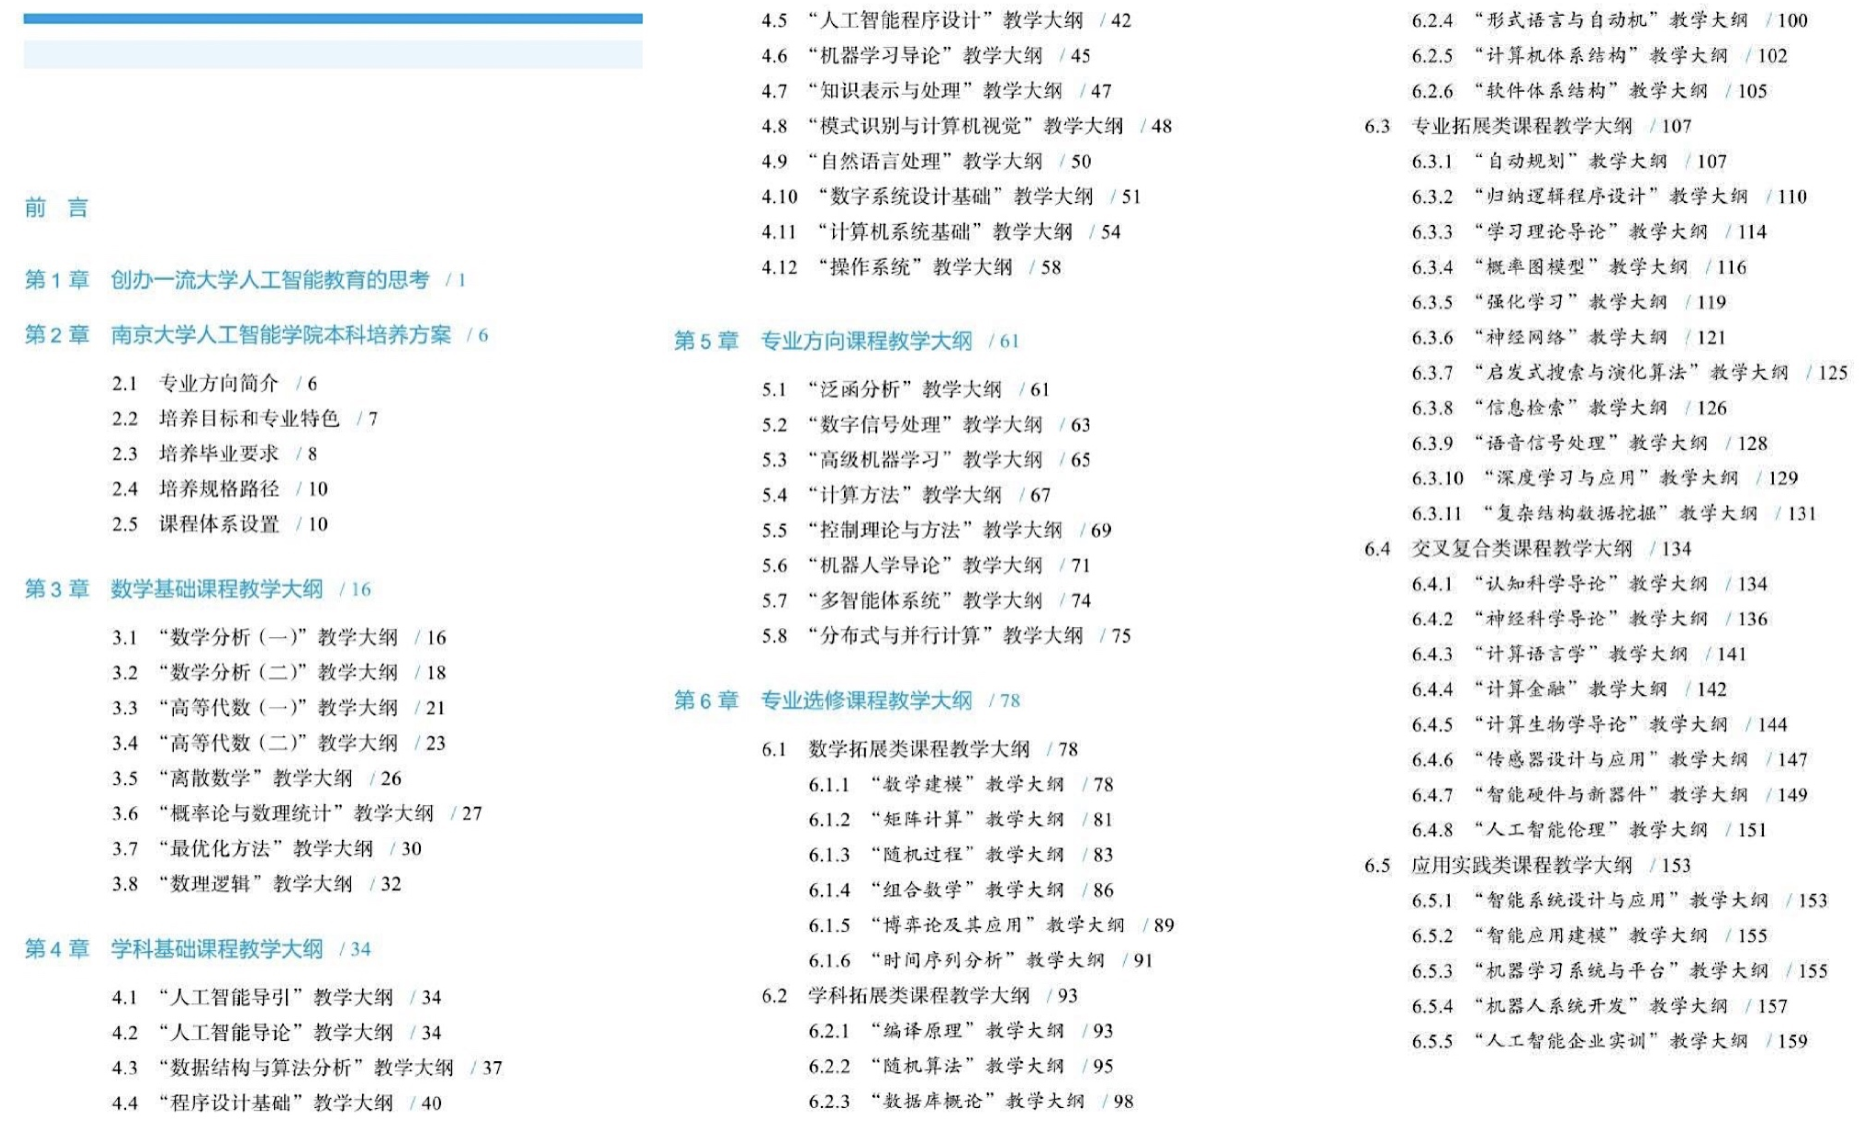 前 言
第 1 章 创办一流大学人工智能教育的思考 / 1
第 2 章 南京大学人工智能学院本科培养方案 / 6
2.1 专业方向简介 / 6
2.2 培养目标和专业特色 / 7
2.3 培养毕业要求 / 8
2.4 培养规格路径 / 10
2.5 课程体系设置 / 10
第 3 章 数学基础课程教学大纲 / 16
3.1 “数学分析（一）”教学大纲 / 16
3.2 “数学分析（二）”教学大纲 / 18
3.3 “高等代数（一）”教学大纲 / 21
3.4 “高等代数（二）”教学大纲 / 23
3.5 “离散数学”教学大纲 / 26
3.6 “概率论与数理统计”教学大纲 / 27
3.7 “最优化方法”教学大纲 / 30
3.8 “数理逻辑”教学大纲 / 32
第 4 章 学科基础课程教学大纲 / 34
4.1 “人工智能导引”教学大纲 / 34
4.2 “人工智能导论”教学大纲 / 34
4.3 “数据结构与算法分析”教学大纲 / 37
4.4 “程序设计基础”教学大纲 / 40
4.5 “人工智能程序设计”教学大纲 / 42
4.6 “机器学习导论”教学大纲 / 45
4.7 “知识表示与处理”教学大纲 / 47
4.8 “模式识别与计算机视觉”教学大纲 / 48
4.9 “自然语言处理”教学大纲 / 50
4.10 “数字系统设计基础”教学大纲 / 51
4.11 “计算机系统基础”教学大纲 / 54
4.12 “操作系统”教学大纲 / 58
第 5 章 专业方向课程教学大纲 / 61
5.1 “泛函分析”教学大纲 / 61
5.2 “数字信号处理”教学大纲 / 63
5.3 “高级机器学习”教学大纲 / 65
5.4 “计算方法”教学大纲 / 67
5.5 “控制理论与方法”教学大纲 / 69
5.6 “机器人学导论”教学大纲 / 71
5.7 “多智能体系统”教学大纲 / 74
5.8 “分布式与并行计算”教学大纲 / 75
第 6 章 专业选修课程教学大纲 / 78
6.1 数学拓展类课程教学大纲 / 78
6.1.1 “数学建模”教学大纲 / 78
6.1.2 “矩阵计算”教学大纲 / 81
6.1.3 “随机过程”教学大纲 / 83
6.1.4 “组合数学”教学大纲 / 86
6.1.5 “博弈论及其应用”教学大纲 / 89
6.1.6 “时间序列分析”教学大纲 / 91
6.2 学科拓展类课程教学大纲 / 93
6.2.1 “编译原理”教学大纲 / 93
6.2.2 “随机算法”教学大纲 / 95
6.2.3 “数据库概论”教学大纲 / 98
6.2.4 “形式语言与自动机”教学大纲 / 100
6.2.5 “计算机体系结构”教学大纲 / 102
6.2.6 “软件体系结构”教学大纲 / 105
6.3 专业拓展类课程教学大纲 / 107
6.3.1 “自动规划”教学大纲 / 107
6.3.2 “归纳逻辑程序设计”教学大纲 / 110
6.3.3 “学习理论导论”教学大纲 / 114
6.3.4 “概率图模型”教学大纲 / 116
6.3.5 “强化学习”教学大纲 / 119
6.3.6 “神经网络”教学大纲 / 121
6.3.7 “启发式搜索与演化算法”教学大纲 / 125
6.3.8 “信息检索”教学大纲 / 126
6.3.9 “语音信号处理”教学大纲 / 128
6.3.10 “深度学习与应用”教学大纲 / 129
6.3.11 “复杂结构数据挖掘”教学大纲 / 131
6.4 交叉复合类课程教学大纲 / 134
6.4.1 “认知科学导论”教学大纲 / 134
6.4.2 “神经科学导论”教学大纲 / 136
6.4.3 “计算语言学”教学大纲 / 141
6.4.4 “计算金融”教学大纲 / 142
6.4.5 “计算生物学导论”教学大纲 / 144
6.4.6 “传感器设计与应用”教学大纲 / 147
6.4.7 “智能硬件与新器件”教学大纲 / 149
6.4.8 “人工智能伦理”教学大纲 / 151
6.5 应用实践类课程教学大纲 / 153
6.5.1 “智能系统设计与应用”教学大纲 / 153
6.5.2 “智能应用建模”教学大纲 / 155
6.5.3 “机器学习系统与平台”教学大纲 / 155
6.5.4 “机器人系统开发”教学大纲 / 157
6.5.5 “人工智能企业实训”教学大纲 / 159